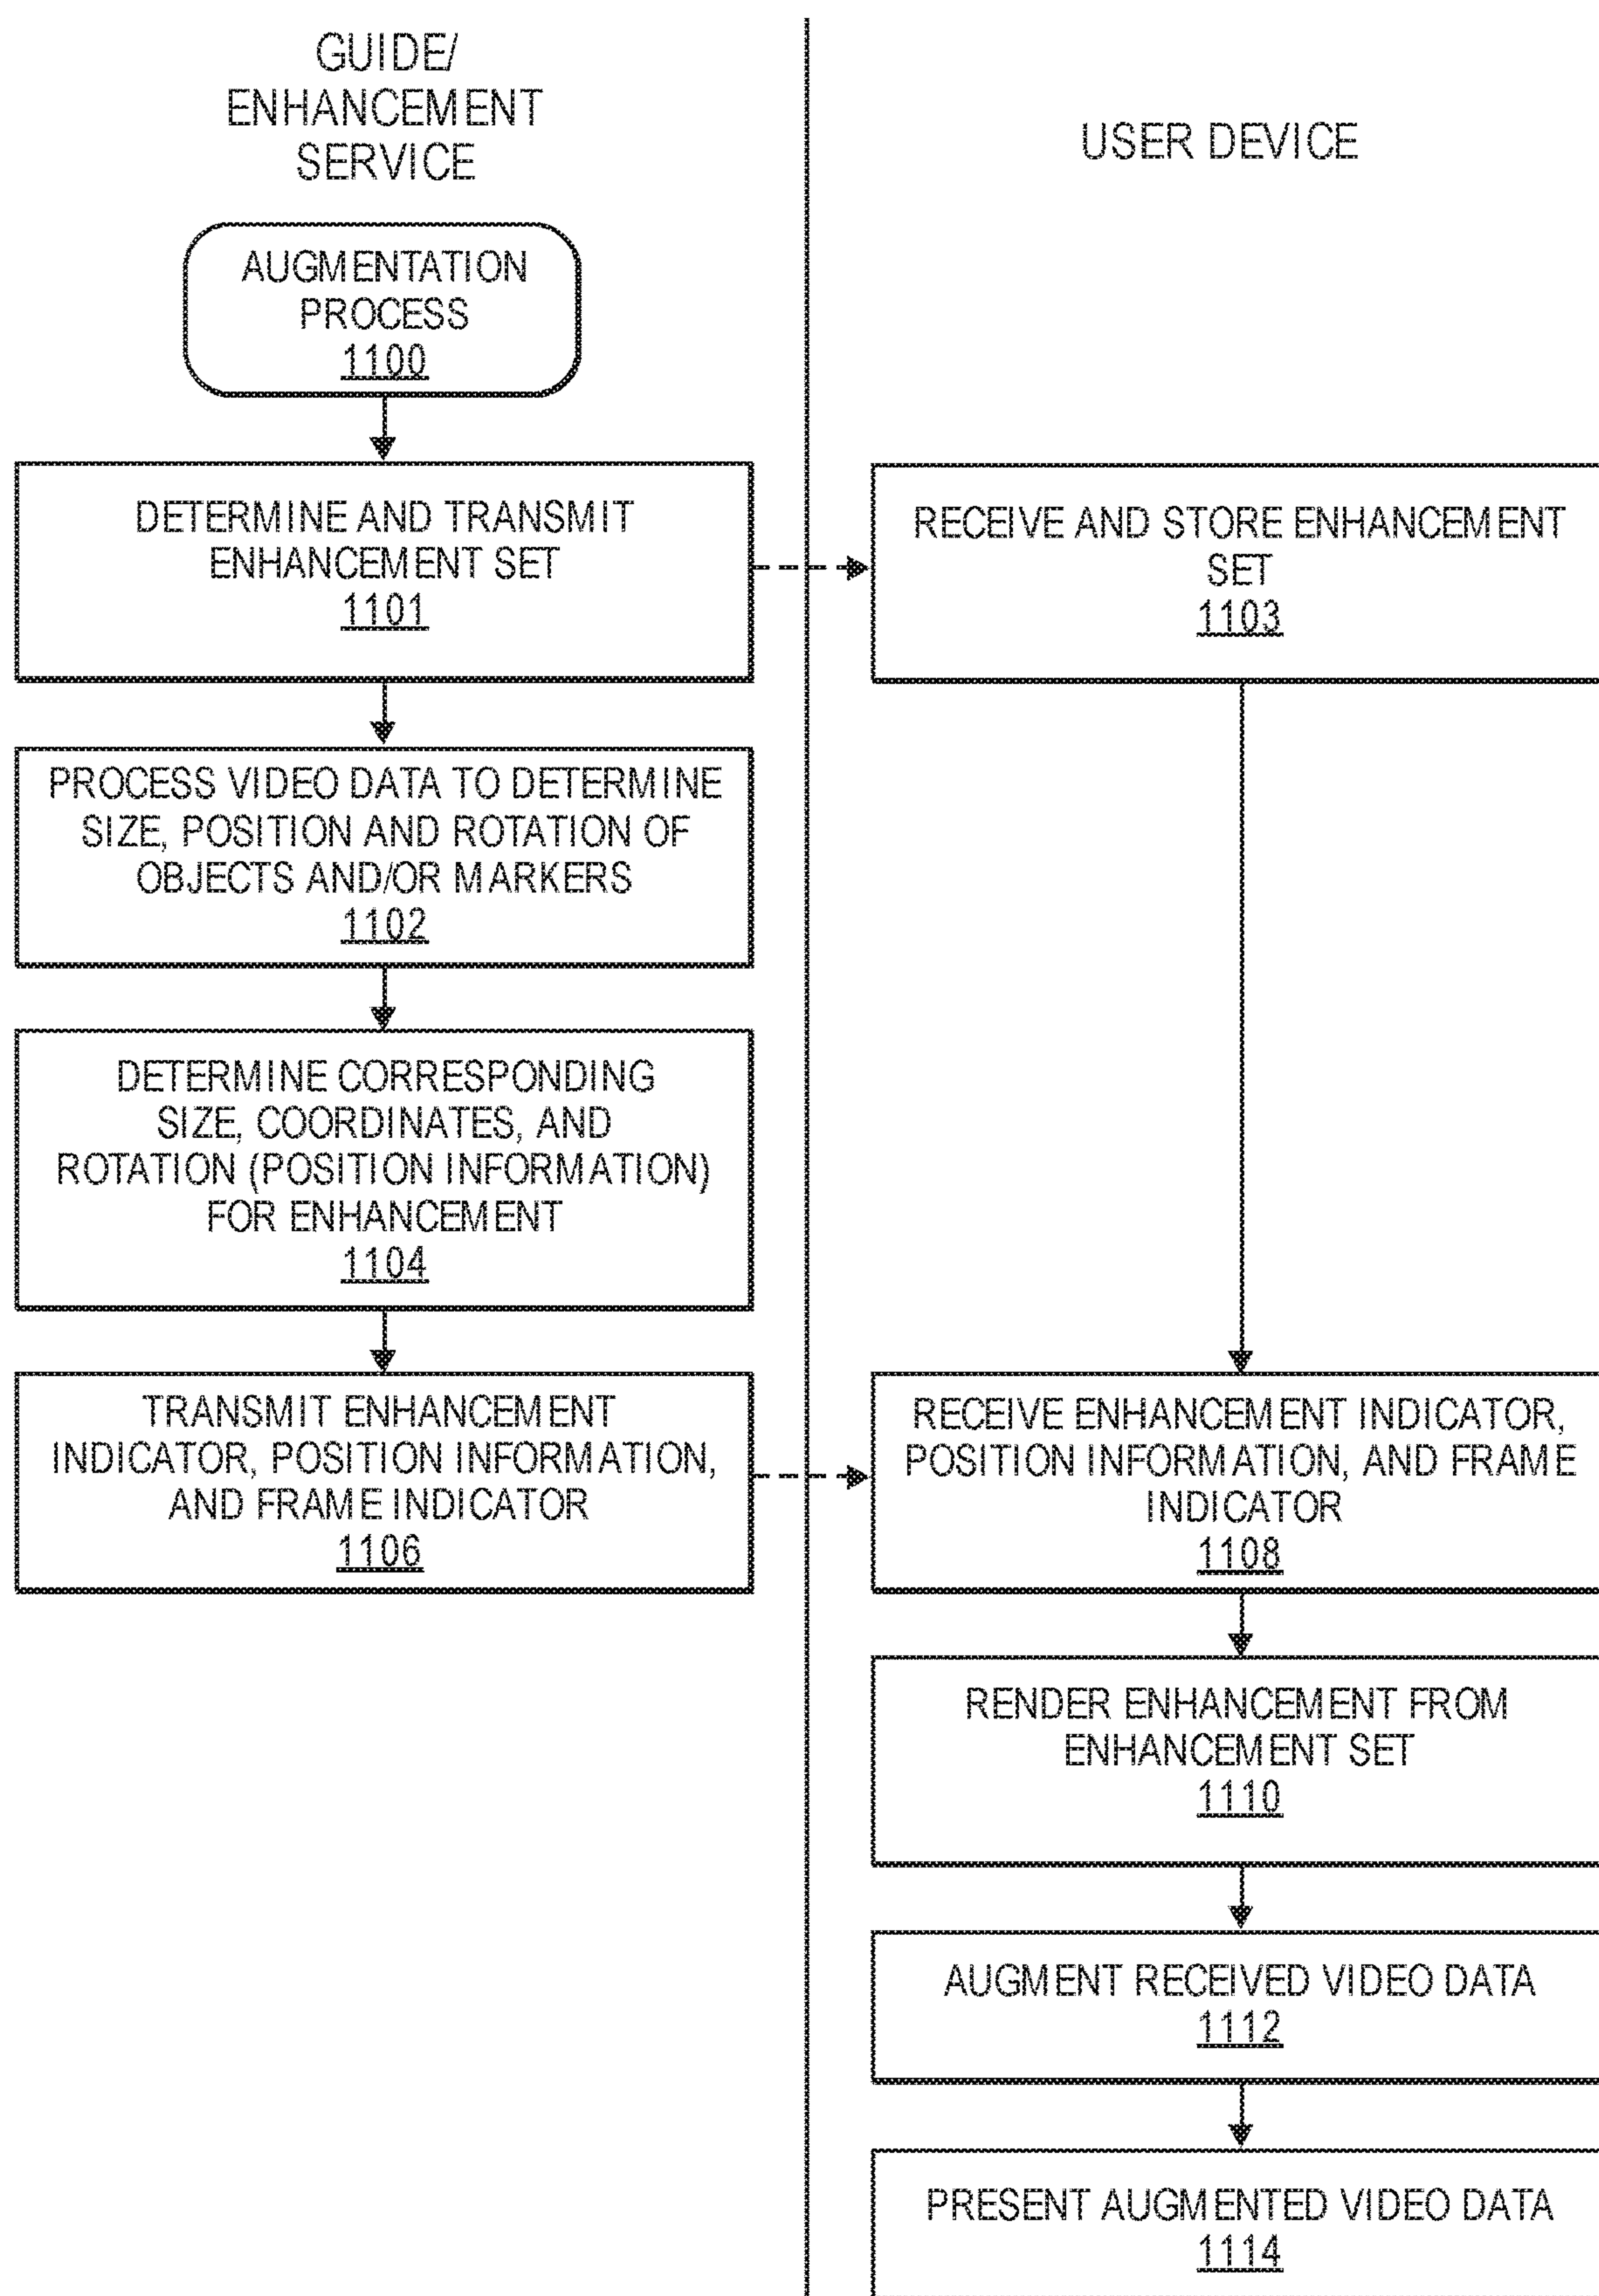 GUIDE/
ENHANCEMENT
SERVICE
USER DEVICE
AUGMENTATION
PROCESS
1100
DETERMINE AND TRANSMIT
ENHANCEMENT SET
1101
RECEIVE AND STORE ENHANCEMENT
SET
1103
PROCESS VIDEO DATA TO DETERMINE
SIZE, POSITION AND ROTATION OF
OBJECTS AND/OR MARKERS
1102
DETERMINE CORRESPONDING
SIZE, COORDINATES, AND
ROTATION (POSITION INFORMATION)
FOR ENHANCEMENT
1104
TRANSMIT ENHANCEMENT
INDICATOR, POSITION INFORMATION,
AND FRAME INDICATOR
1106
RECEIVE ENHANCEMENT INDICATOR,
POSITION INFORMATION, AND FRAME
INDICATOR
1108
RENDER ENHANCEMENT FROM
ENHANCEMENT SET
1110
AUGMENT RECEIVED VIDEO DATA
1112
PRESENT AUGMENTED VIDEO DATA
1114